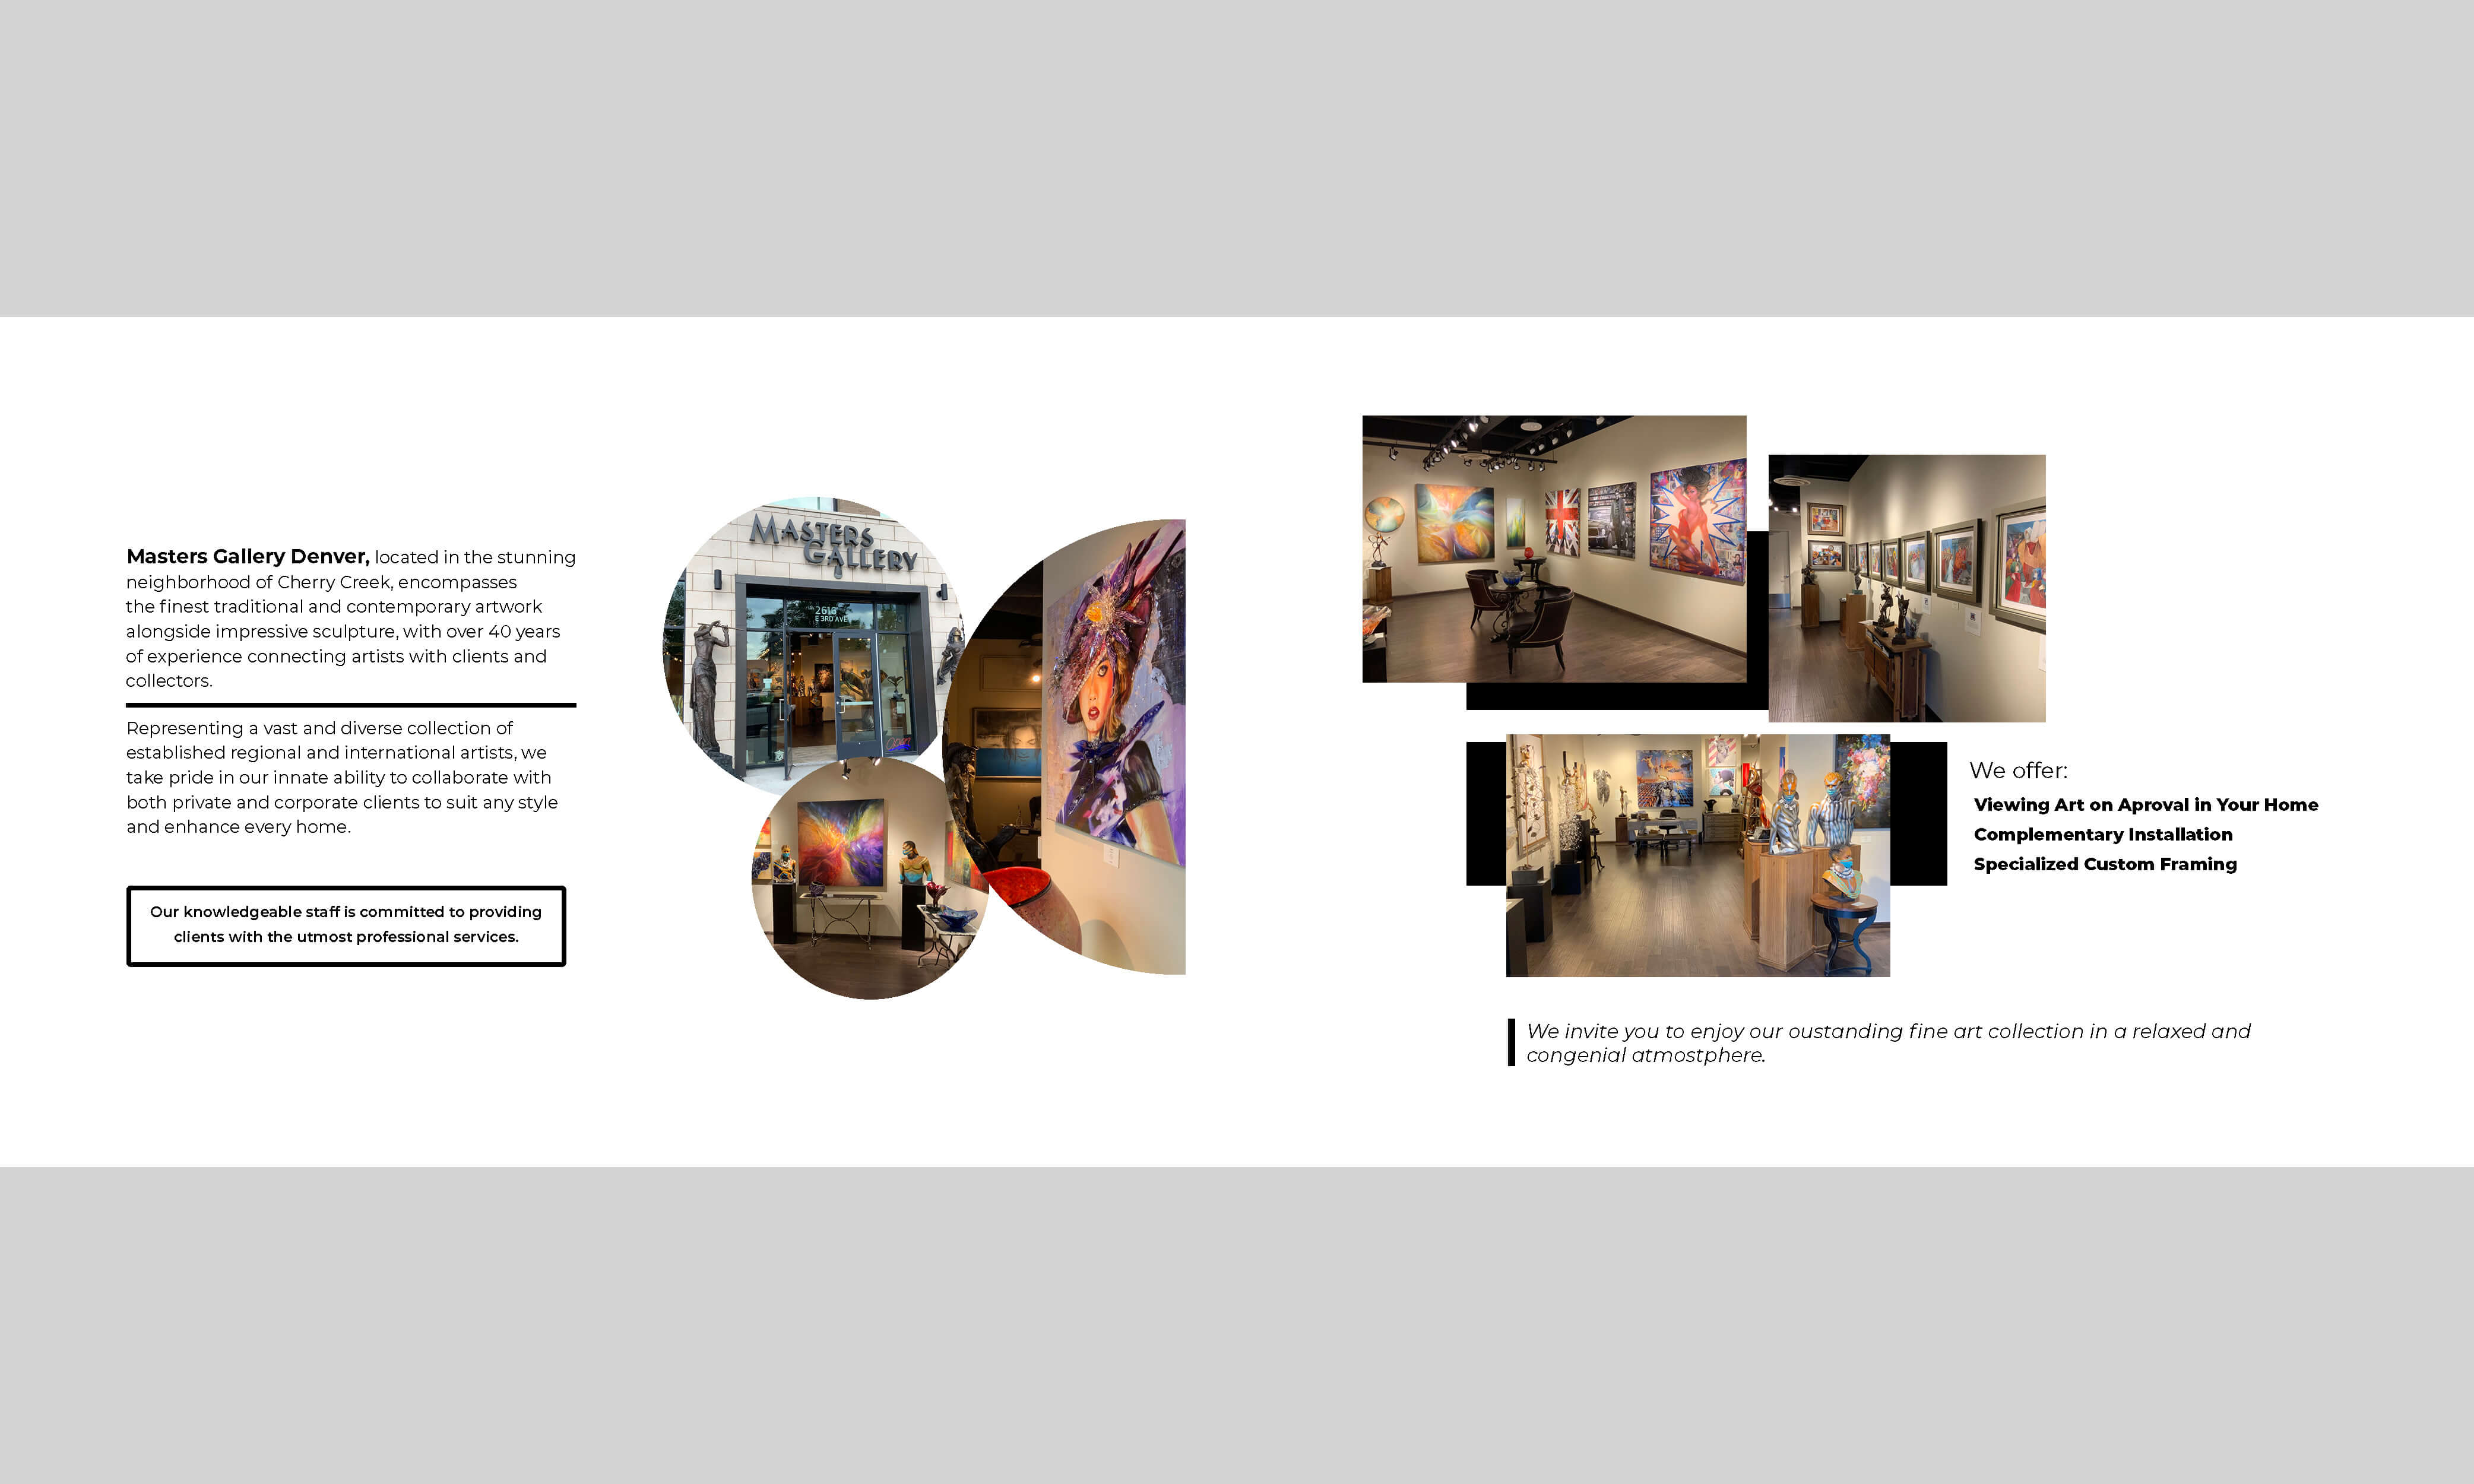 Masters Gallery Denver, located in the stunning
neighborhood of Cherry Creek, encompasses
the finest traditional and contemporary artwork
alongside impressive sculpture, with over 40 years
of experience connecting artists with clients and
collectors.
Representing a vast and diverse collection of
established regional and international artists, we
take pride in our innate ability to collaborate with
both private and corporate clients to suit any style
and enhance every home.
Our knowledgeable staff is committed to providing
clients with the utmost professional services.
MASTERS
GALLERY
2616
E 3RD AVE
Open
We offer:
Viewing Art on Aproval in Your Home
Complementary Installation
Specialized Custom Framing
We invite you to enjoy our oustanding fine art collection in a relaxed and
congenial atmostphere.